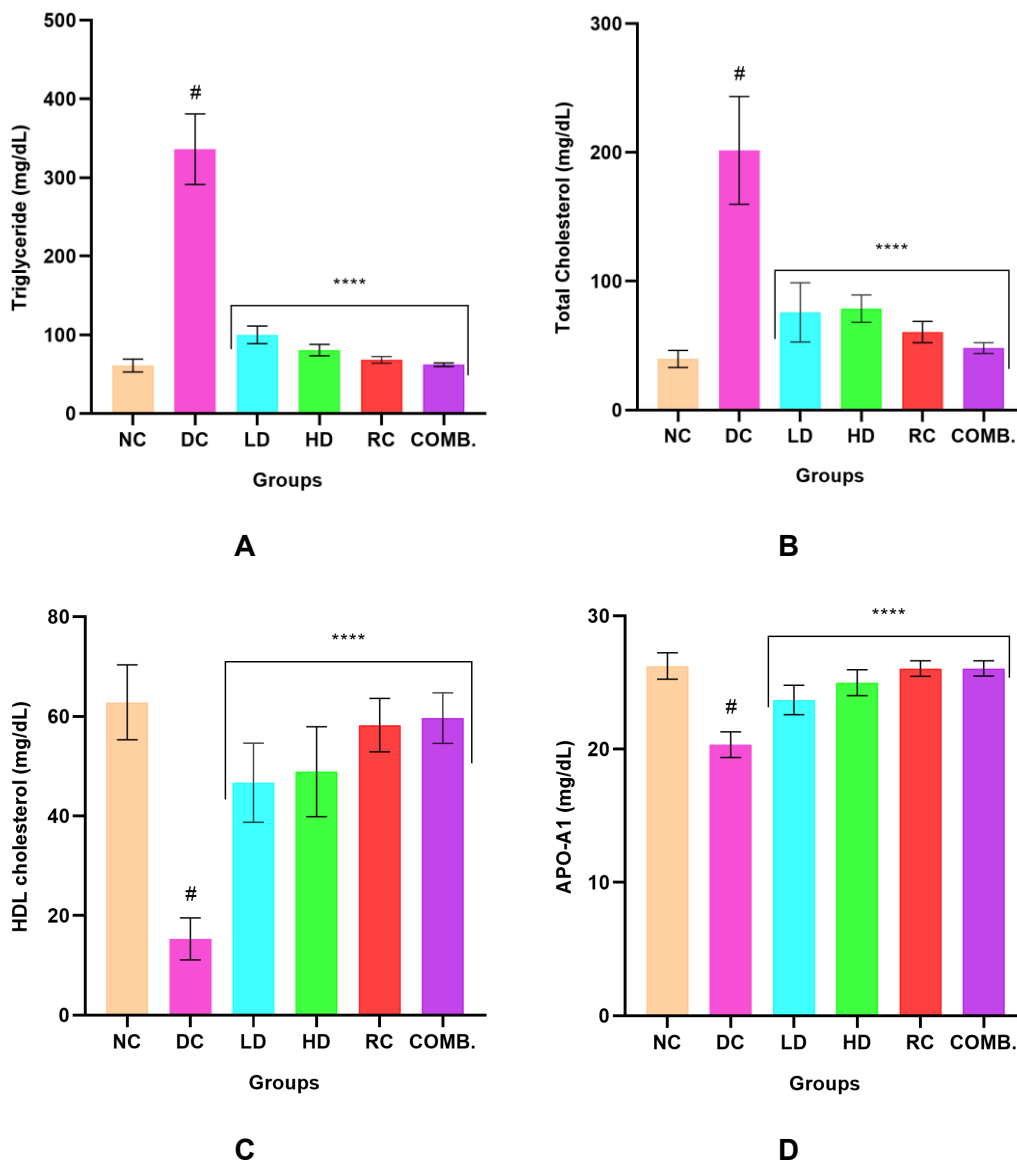 Triglyceride (mg/dL)
500
400
300
200
100
0
#
****
NC DC LD HD RC COMB.
Groups
A
Total Cholesterol (mg/dL)
300
200
100
0
#
****
NC DC LD HD RC COMB.
Groups
B
HDL cholesterol (mg/dL)
80
60
40
20
0
#
****
NC DC LD HD RC COMB.
Groups
C
APO-A1 (mg/dL)
30
20
10
0
#
****
NC DC LD HD RC COMB.
Groups
D